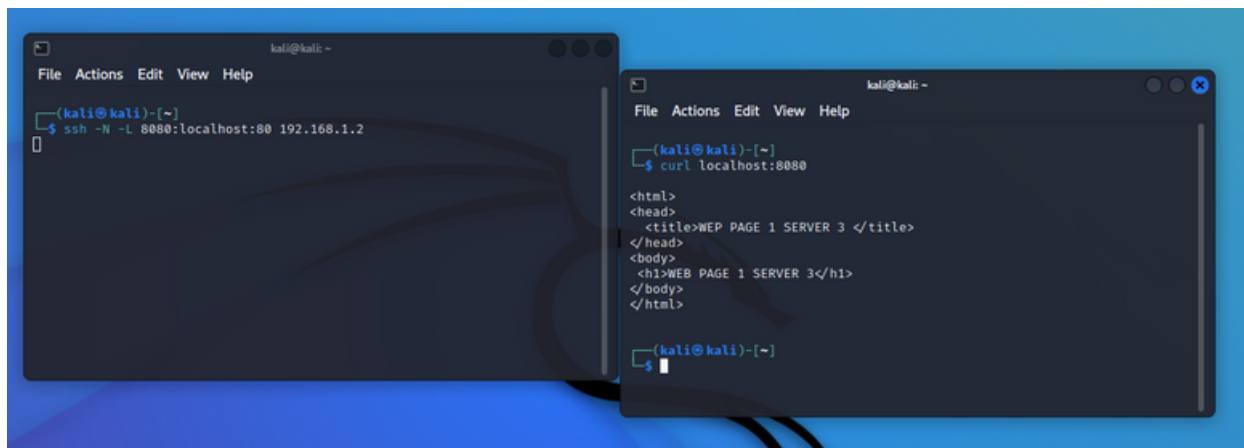 kali@kali: ~
File Actions Edit View Help
┌──(kali㉿kali)-[~]
└─$ ssh -N -L 8080:localhost:80 192.168.1.2
kali@kali: ~
File Actions Edit View Help
┌──(kali㉿kali)-[~]
└─$ curl localhost:8080
<html>
<head>
<title>WEP PAGE 1 SERVER 3 </title>
</head>
<body>
<h1>WEB PAGE 1 SERVER 3</h1>
</body>
</html>
┌──(kali㉿kali)-[~]
└─$